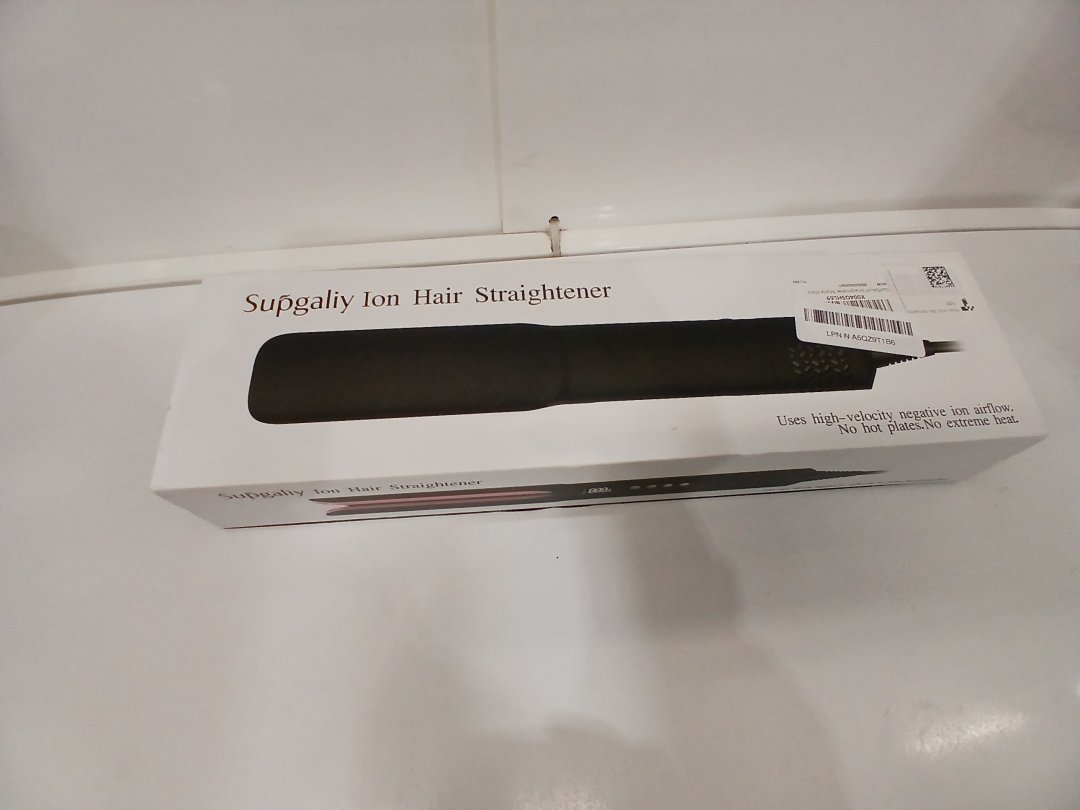 Supgaliy Ion Hair Straightener
X004OSHL69
LPN N A5QZ9T1B6
Uses high-velocity negative ion airflow.
No hot plates.No extreme heat.
Supgaliy Ion Hair Straightener